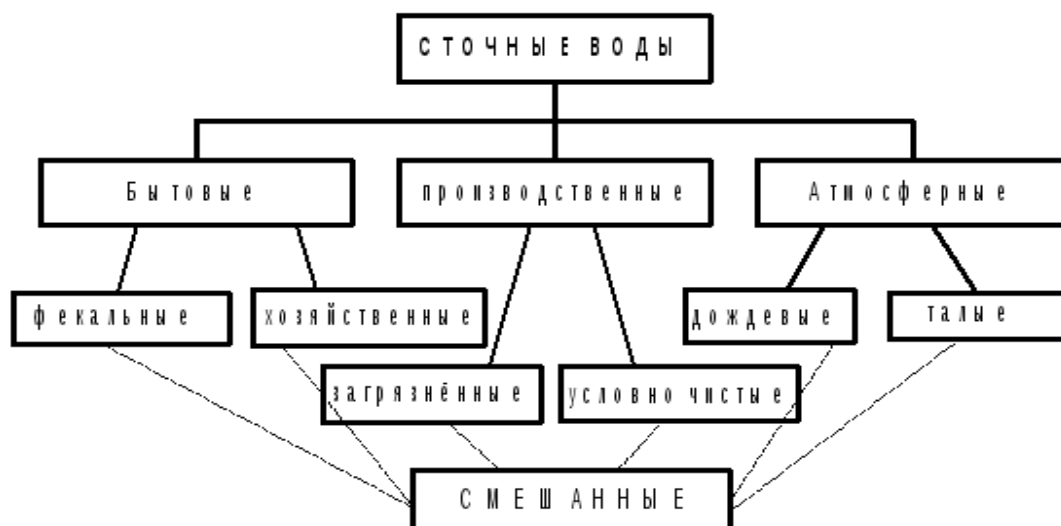 СТОЧНЫЕ ВОДЫ
Бытовые
производственные
Атмосферные
фекальные
хозяйственные
дождевые
талые
загрязнённые
условно чистые
СМЕШАННЫЕ